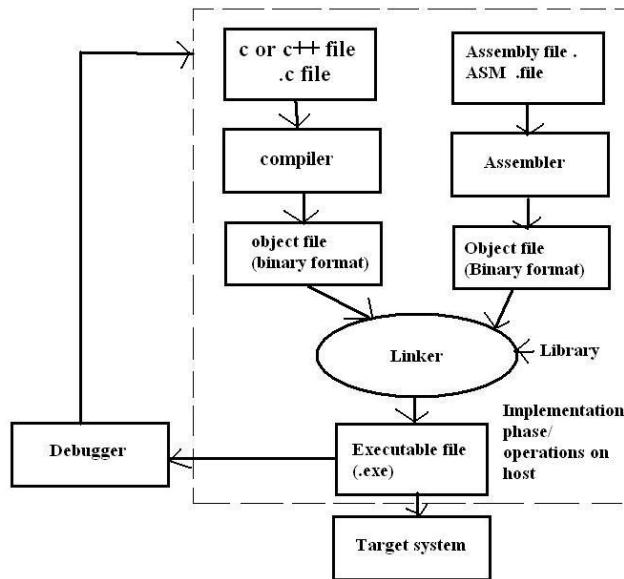 c or c++ file
.c file
Assembly file .
ASM .file
compiler
Assembler
object file
(binary format)
Object file
(Binary format)
Linker
Library
Implementation
phase/
operations on
host
Debugger
Executable file
(.exe)
Target system